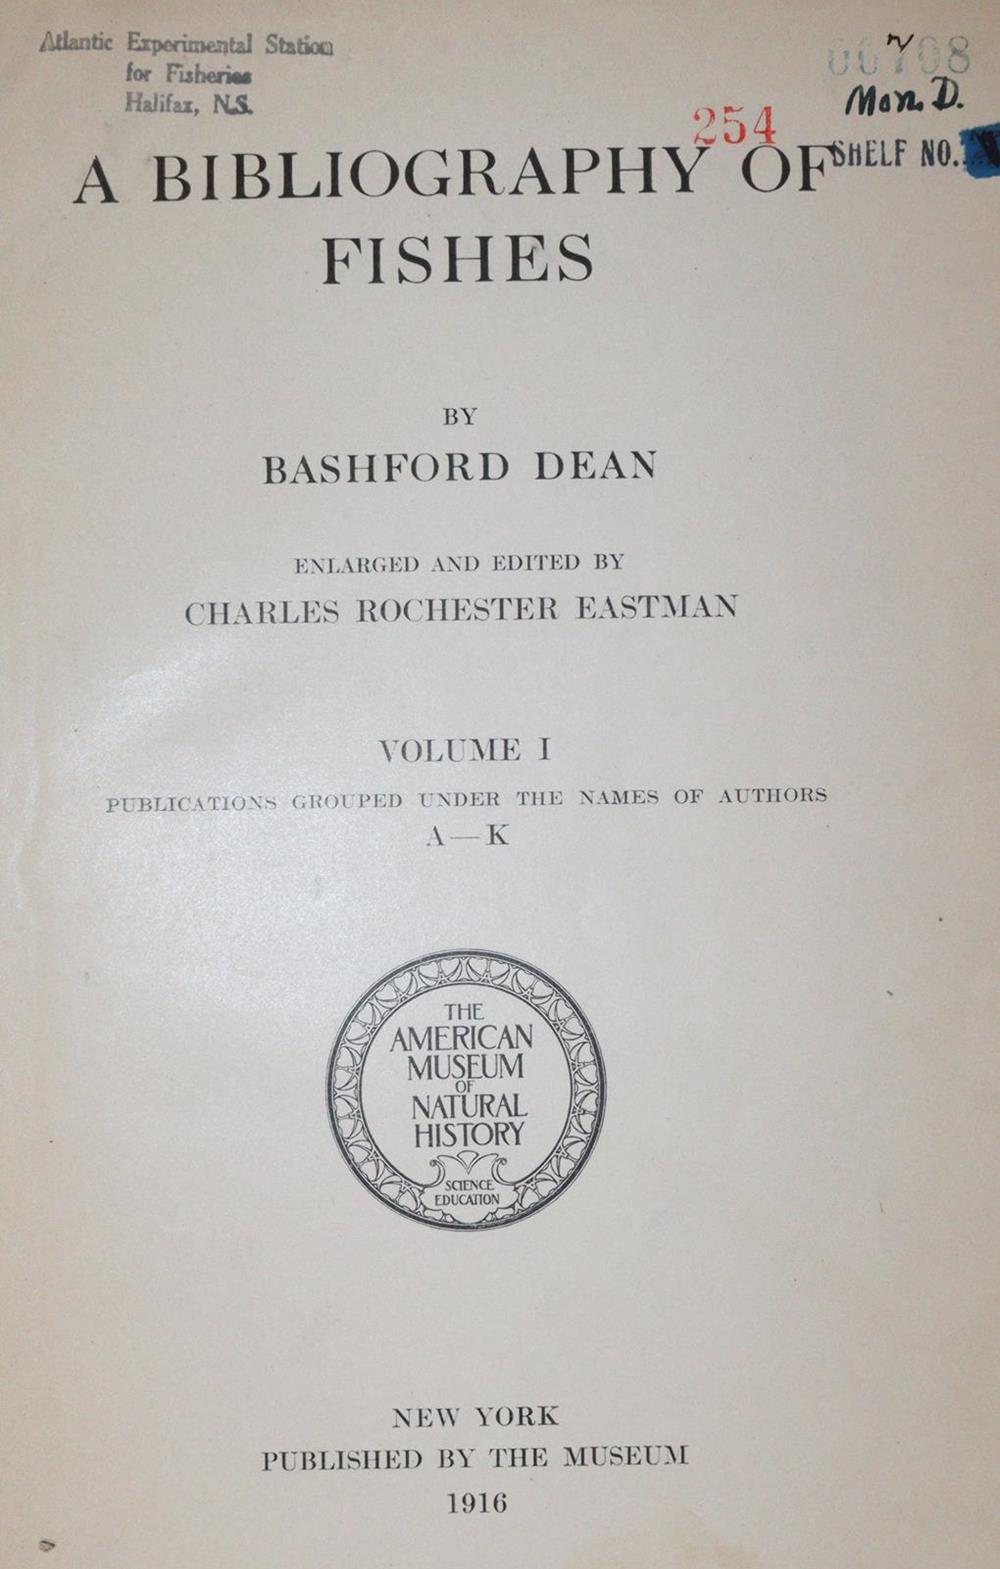 Atlantic Experimental Station
for Fisheries
Halifax, N.S.
Mon. D.
254
SHELF NO.
A BIBLIOGRAPHY OF
FISHES
BY
BASHFORD DEAN
ENLARGED AND EDITED BY
CHARLES ROCHESTER EASTMAN
VOLUME I
PUBLICATIONS GROUPED UNDER THE NAMES OF AUTHORS
A—K
THE
AMERICAN
MUSEUM
OF
NATURAL
HISTORY
SCIENCE
EDUCATION
NEW YORK
PUBLISHED BY THE MUSEUM
1916